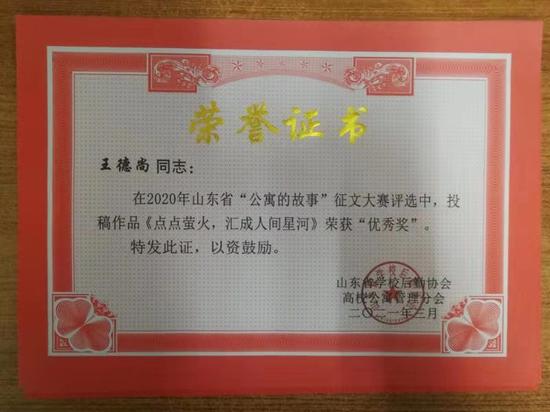 荣誉证书
王德尚同志：
在2020年山东省“公寓的故事”征文大赛评选中，投
稿作品《点点萤火，汇成人间星河》荣获“优秀奖”。
特发此证，以资鼓励。
山东省学校后勤协会
高校公寓管理分会
二〇二一年三月